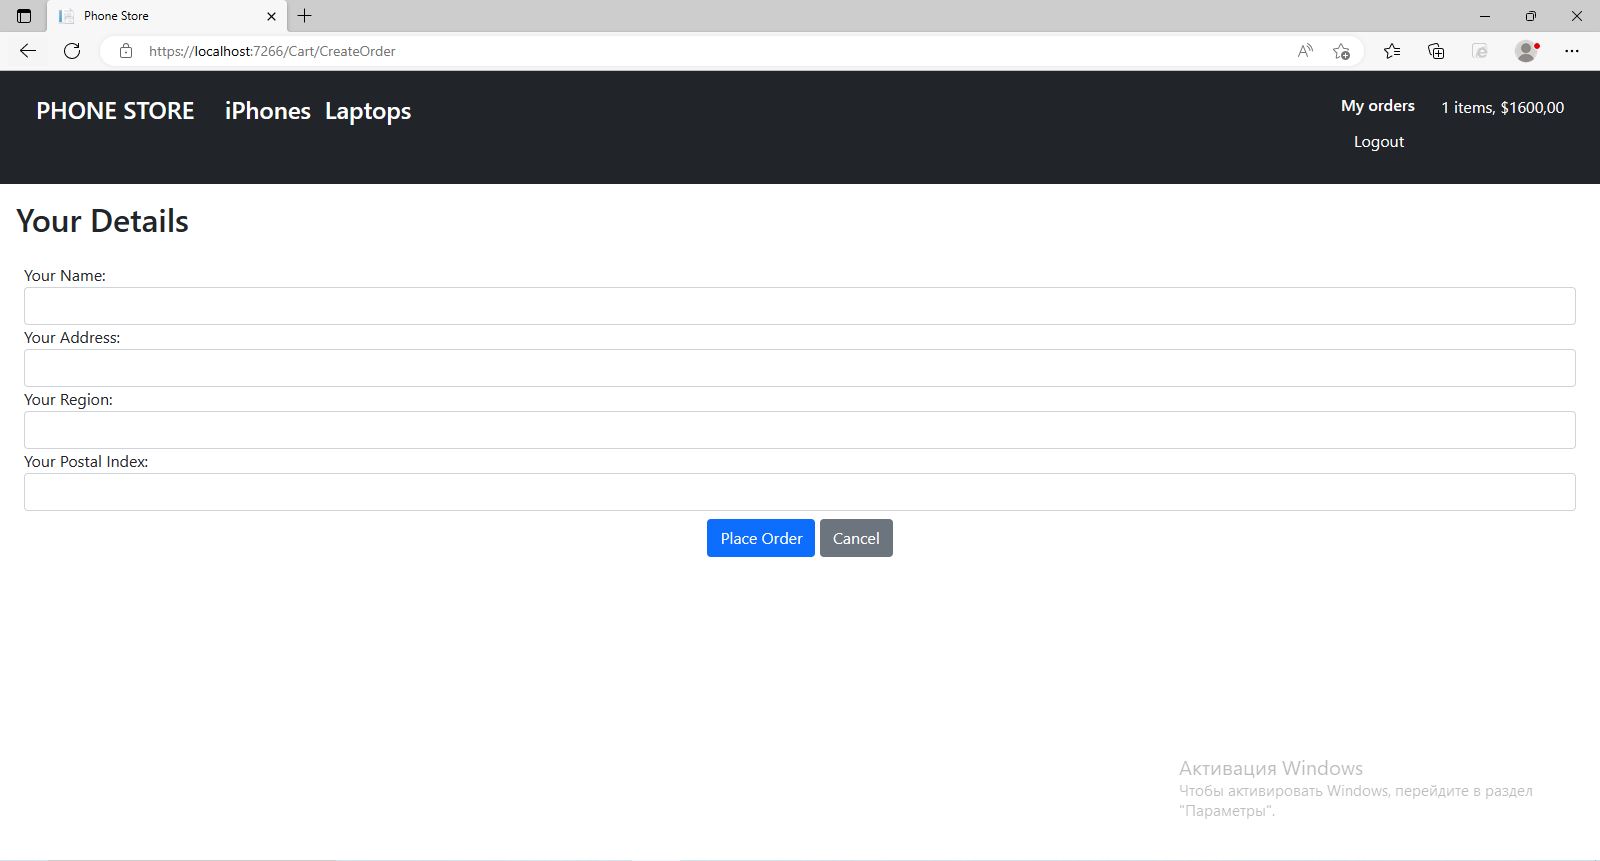 Phone Store
https://localhost:7266/Cart/CreateOrder
PHONE STORE iPhones Laptops
My orders 1 items, $1600,00
Logout
Your Details
Your Name:
Your Address:
Your Region:
Your Postal Index:
Place Order Cancel
Активация Windows
Чтобы активировать Windows, перейдите в раздел
"Параметры".